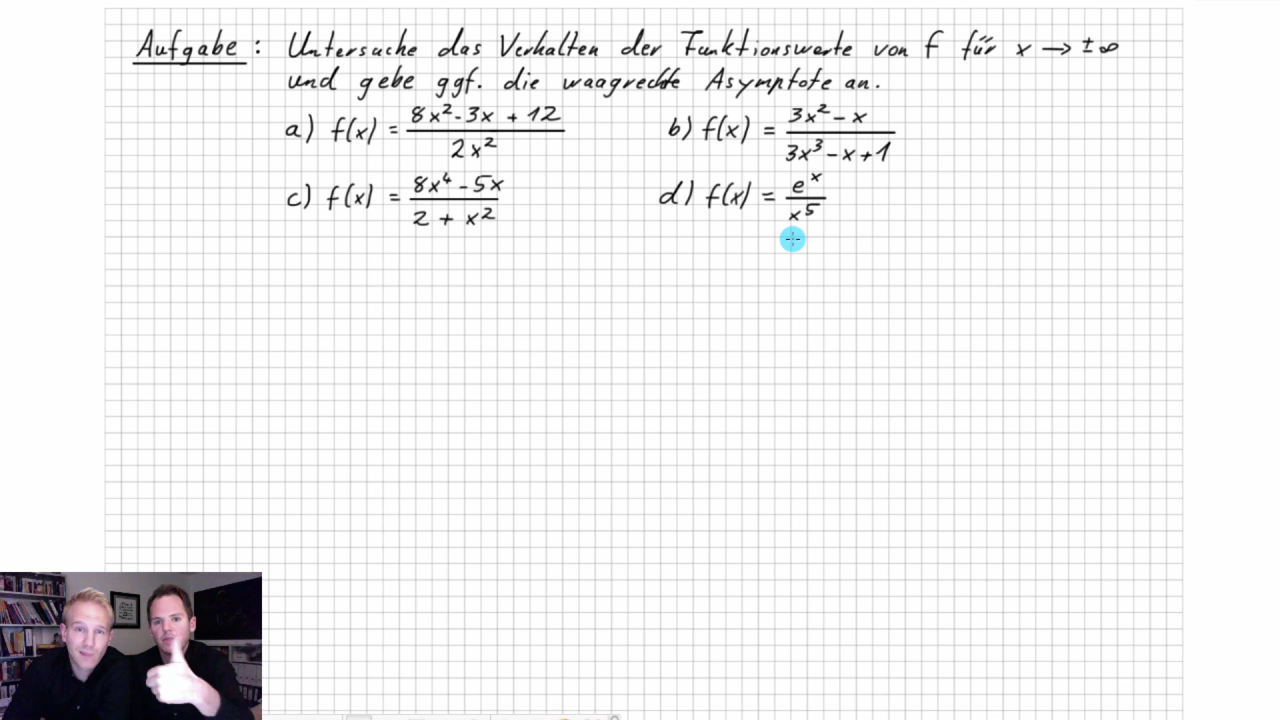 Aufgabe : Untersuche das Verhalten der Funktionswerte von f für x → ± ∞
und gebe ggf. die waagrechte Asymptote an.
a) f(x) = (8x² - 3x + 12)/(2x²) b) f(x) = (3x² - x)/(3x³ - x + 1)
c) f(x) = (8x⁴ - 5x)/(2 + x²) d) f(x) = eˣ/x⁵